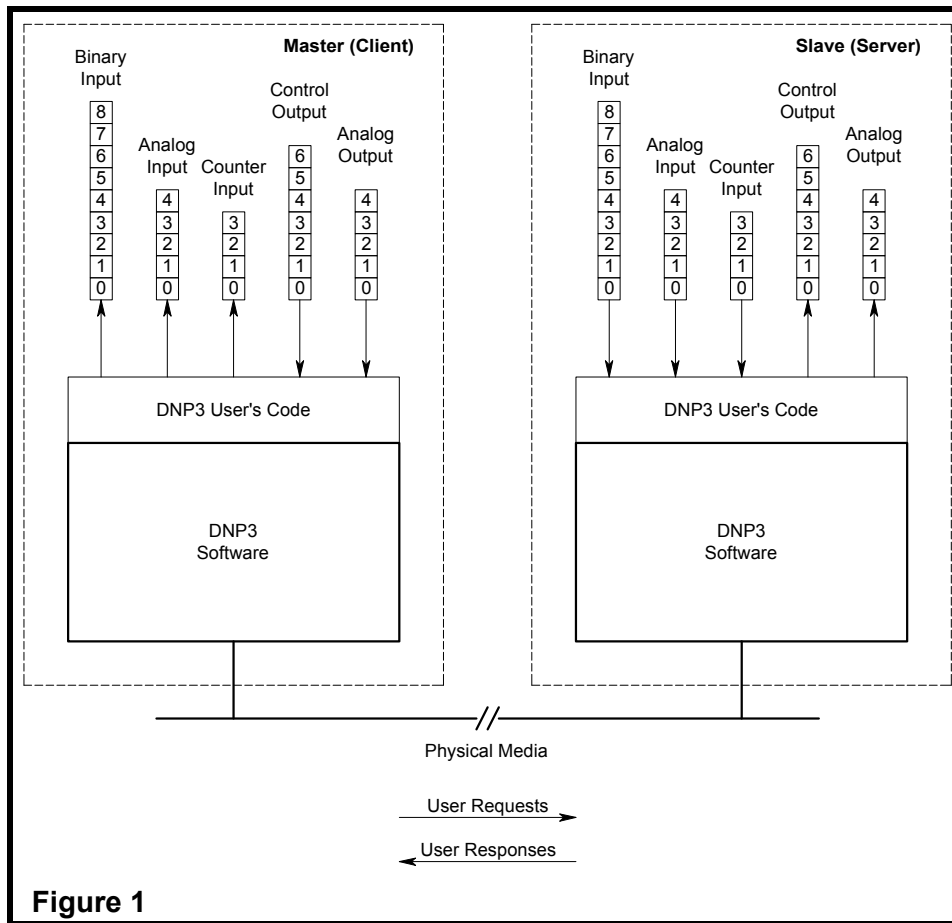 Master (Client)
Binary
Input
8
7
6
5
4
3
2
1
0
Analog
Input
4
3
2
1
0
Counter
Input
3
2
1
0
Control
Output
6
5
4
3
2
1
0
Analog
Output
4
3
2
1
0
DNP3 User's Code
DNP3
Software
Slave (Server)
Binary
Input
8
7
6
5
4
3
2
1
0
Analog
Input
4
3
2
1
0
Counter
Input
3
2
1
0
Control
Output
6
5
4
3
2
1
0
Analog
Output
4
3
2
1
0
DNP3 User's Code
DNP3
Software
Physical Media
User Requests
User Responses
Figure 1